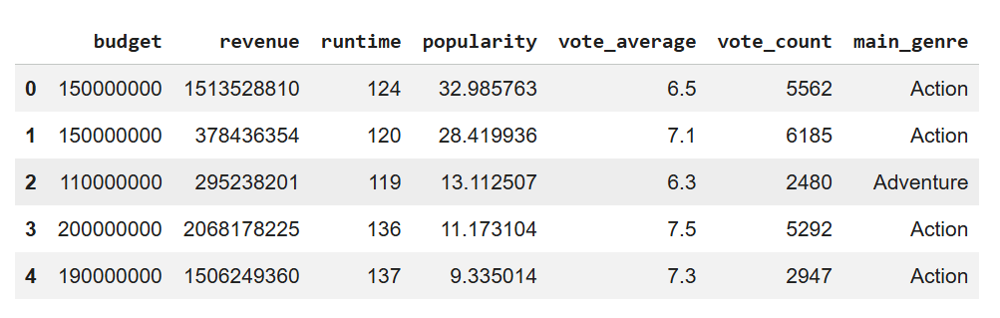 budget revenue runtime popularity vote_average vote_count main_genre
0 150000000 1513528810 124 32.985763 6.5 5562 Action
1 150000000 378436354 120 28.419936 7.1 6185 Action
2 110000000 295238201 119 13.112507 6.3 2480 Adventure
3 200000000 2068178225 136 11.173104 7.5 5292 Action
4 190000000 1506249360 137 9.335014 7.3 2947 Action